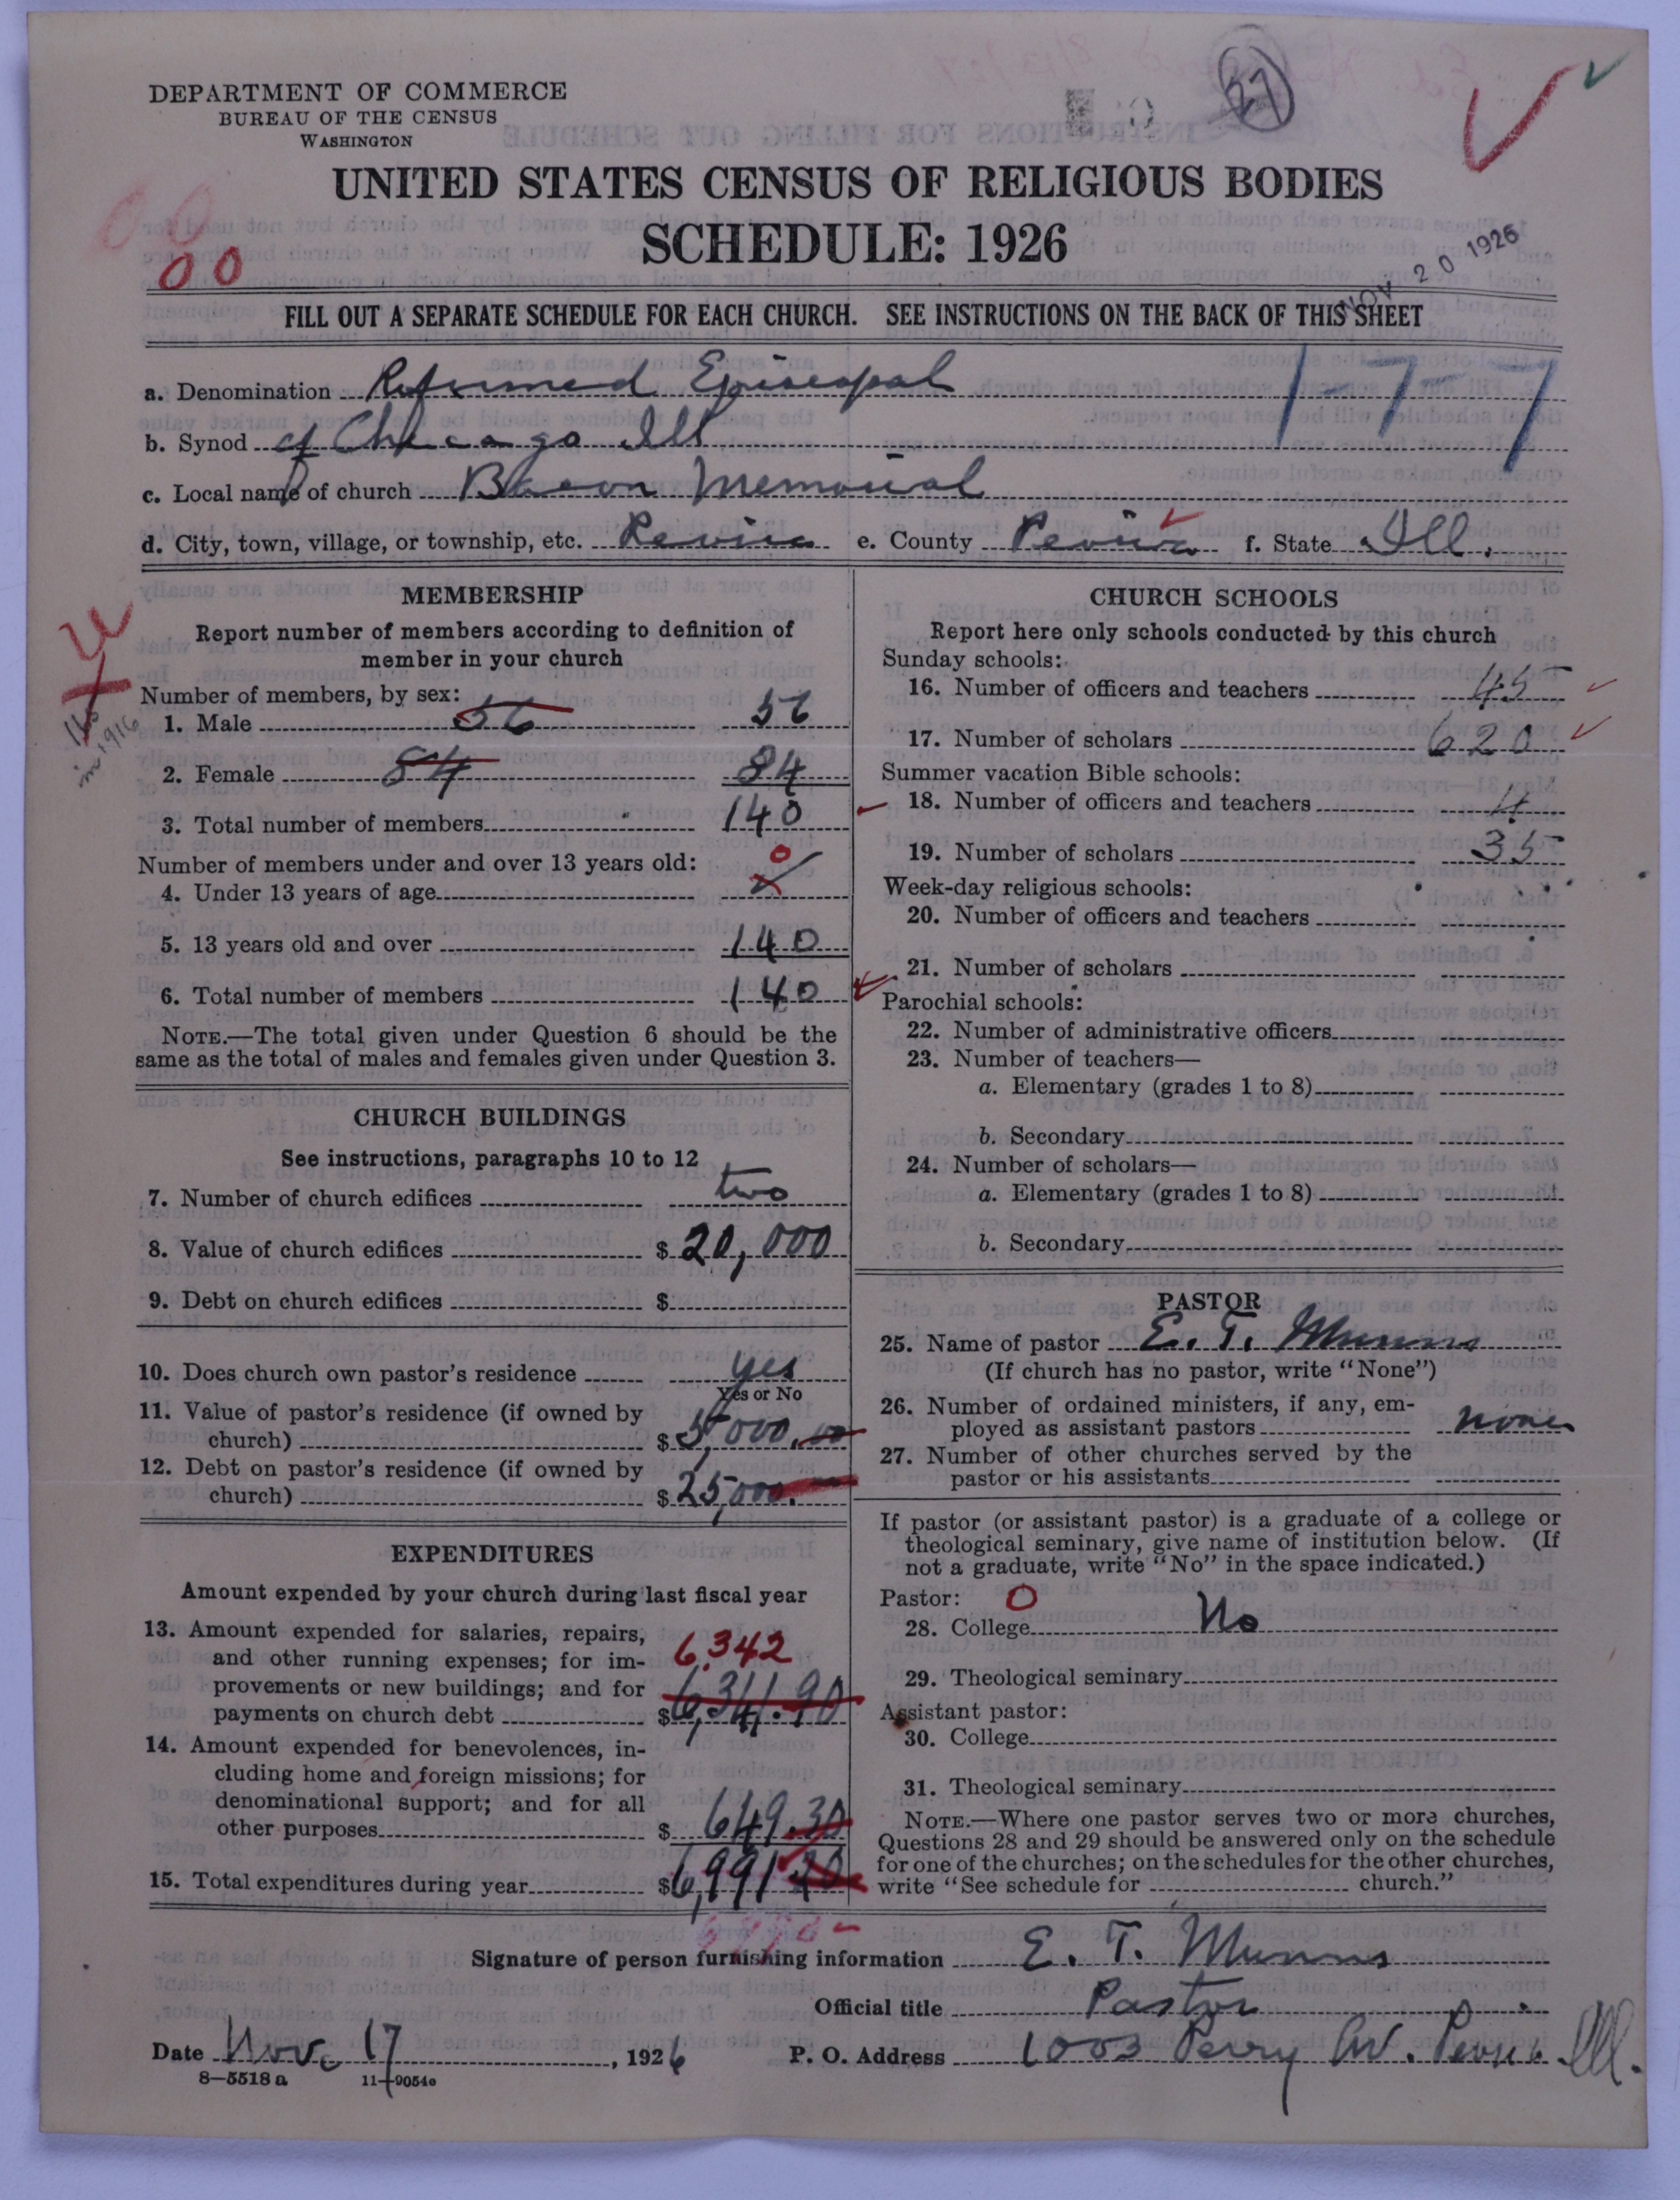 DEPARTMENT OF COMMERCE
BUREAU OF THE CENSUS
WASHINGTON
27
UNITED STATES CENSUS OF RELIGIOUS BODIES
SCHEDULE: 1926
00
00
NOV 20 1926
FILL OUT A SEPARATE SCHEDULE FOR EACH CHURCH. SEE INSTRUCTIONS ON THE BACK OF THIS SHEET
a. Denomination Reformed Episcopal
1-7-7
b. Synod of Chicago Ill
c. Local name of church Bacon Memorial
d. City, town, village, or township, etc. Peoria e. County Peoria f. State Ill.
MEMBERSHIP
Report number of members according to definition of
member in your church
Number of members, by sex:
in 1916
1. Male 56 56
2. Female 84 84
3. Total number of members 140
Number of members under and over 13 years old:
4. Under 13 years of age 0
5. 13 years old and over 140
6. Total number of members 140
NOTE.—The total given under Question 6 should be the
same as the total of males and females given under Question 3.
CHURCH BUILDINGS
See instructions, paragraphs 10 to 12
7. Number of church edifices two
8. Value of church edifices $ 20,000
9. Debt on church edifices $
10. Does church own pastor's residence yes
Yes or No
11. Value of pastor's residence (if owned by
church) $ 5,000.00
12. Debt on pastor's residence (if owned by
church) $ 25,000.
EXPENDITURES
Amount expended by your church during last fiscal year
13. Amount expended for salaries, repairs,
and other running expenses; for im-
6,342
provements or new buildings; and for
payments on church debt $ 6,341.90
14. Amount expended for benevolences, in-
cluding home and foreign missions; for
denominational support; and for all
other purposes $ 649.30
15. Total expenditures during year $ 6,991.20
CHURCH SCHOOLS
Report here only schools conducted by this church
Sunday schools:
16. Number of officers and teachers 45
17. Number of scholars 620
Summer vacation Bible schools:
18. Number of officers and teachers 4
19. Number of scholars 35
Week-day religious schools:
20. Number of officers and teachers
21. Number of scholars
Parochial schools:
22. Number of administrative officers
23. Number of teachers—
a. Elementary (grades 1 to 8)
b. Secondary
24. Number of scholars—
a. Elementary (grades 1 to 8)
b. Secondary
PASTOR
25. Name of pastor E. T. Munns
(If church has no pastor, write "None")
26. Number of ordained ministers, if any, em-
ployed as assistant pastors none
27. Number of other churches served by the
pastor or his assistants
If pastor (or assistant pastor) is a graduate of a college or
theological seminary, give name of institution below. (If
not a graduate, write "No" in the space indicated.)
Pastor: 0
28. College No
29. Theological seminary
Assistant pastor:
30. College
31. Theological seminary
NOTE.—Where one pastor serves two or more churches,
Questions 28 and 29 should be answered only on the schedule
for one of the churches; on the schedules for the other churches,
write "See schedule for church."
Signature of person furnishing information E. T. Munns
Official title Pastor
Date Nov. 17, 1926 P. O. Address 1003 Perry Av. Peoria Ill.
8—5518 a 11—9054e